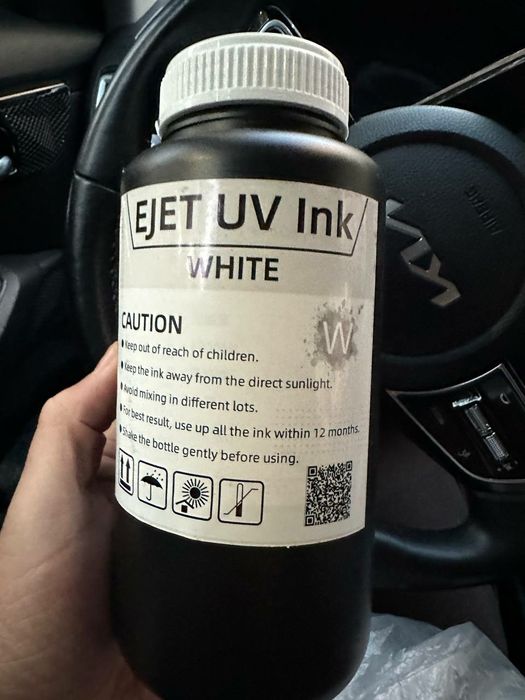 EJET UV Ink
WHITE
W
CAUTION
Keep out of reach of children.
Keep the ink away from the direct sunlight.
Avoid mixing in different lots.
For best result, use up all the ink within 12 months.
Shake the bottle gently before using.
KIA
AIRBAG